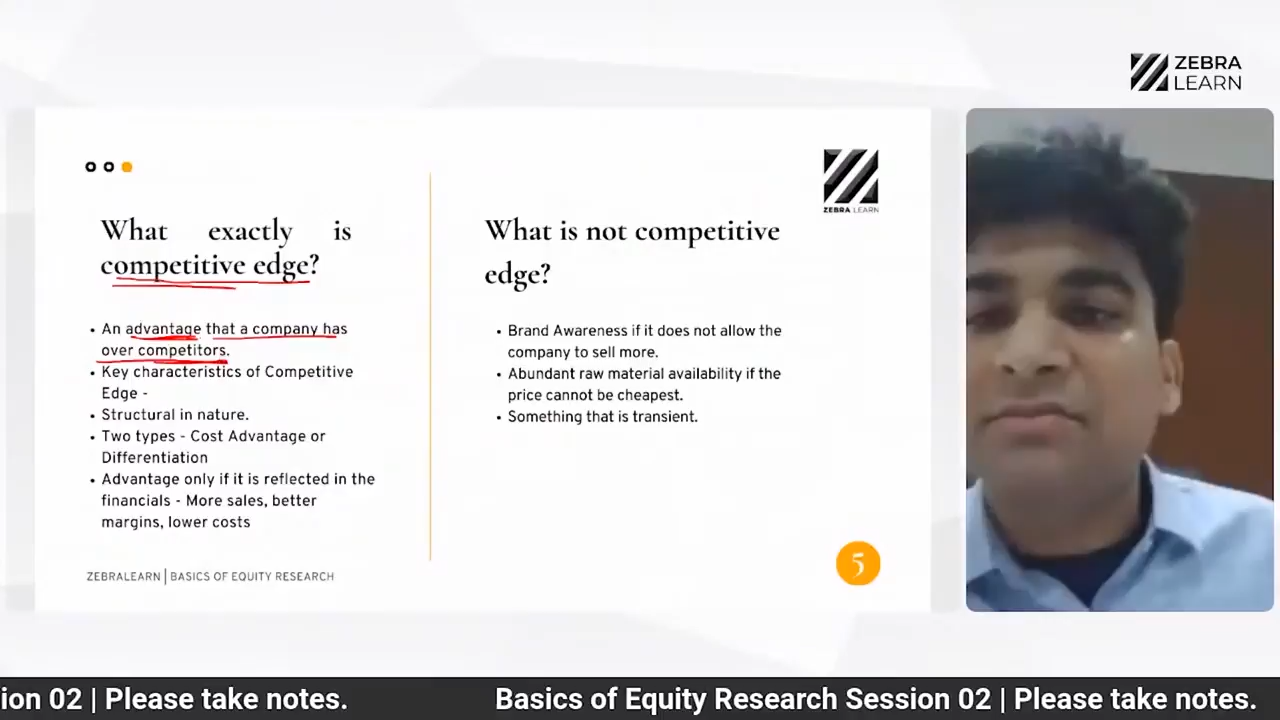 ZEBRA
LEARN
ZEBRA LEARN
What exactly is
competitive edge?
• An advantage that a company has
over competitors.
• Key characteristics of Competitive
Edge -
• Structural in nature.
• Two types - Cost Advantage or
Differentiation
• Advantage only if it is reflected in the
financials - More sales, better
margins, lower costs
What is not competitive
edge?
• Brand Awareness if it does not allow the
company to sell more.
• Abundant raw material availability if the
price cannot be cheapest.
• Something that is transient.
ZEBRALEARN | BASICS OF EQUITY RESEARCH
5
ion 02 | Please take notes.
Basics of Equity Research Session 02 | Please take notes.